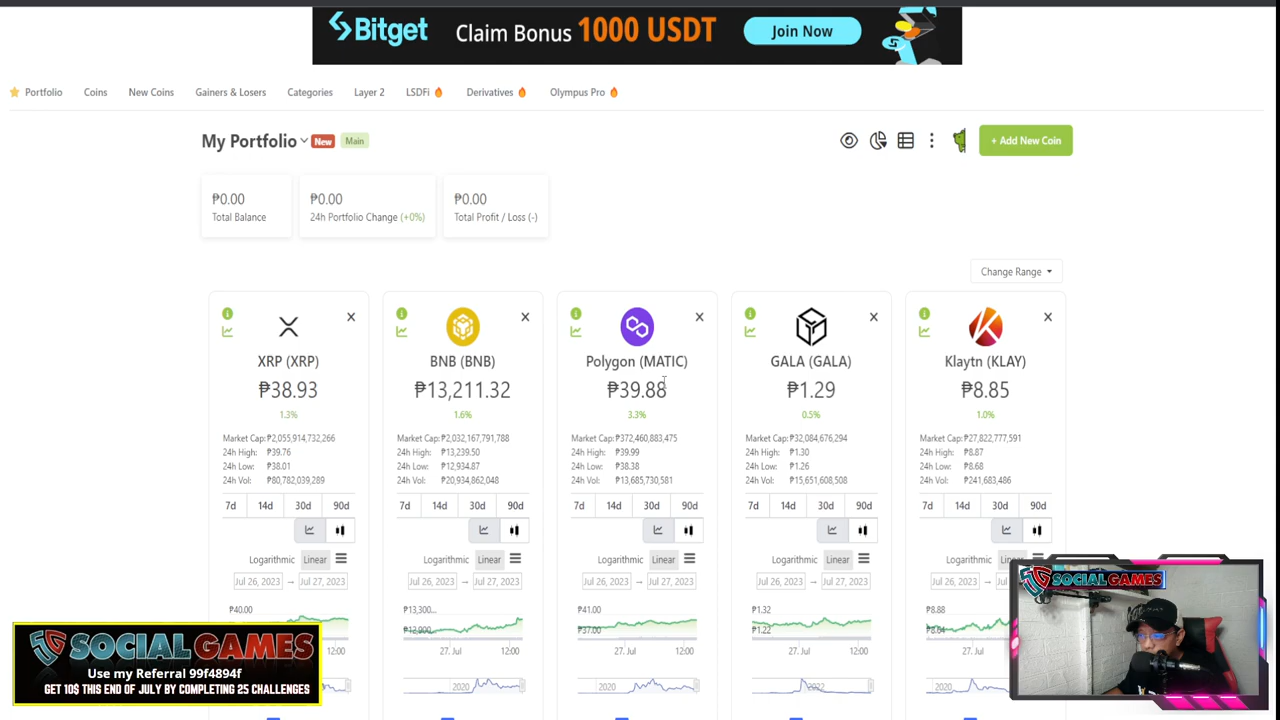 Bitget Claim Bonus 1000 USDT Join Now
Portfolio Coins New Coins Gainers & Losers Categories Layer 2 LSDFi Derivatives Olympus Pro
My Portfolio New Main + Add New Coin
₱0.00 ₱0.00 ₱0.00
Total Balance 24h Portfolio Change (+0%) Total Profit / Loss (-)
Change Range
XRP (XRP)
₱38.93
1.3%
Market Cap: ₱2,055,914,732,266
24h High: ₱39.76
24h Low: ₱38.01
24h Vol: ₱80,782,039,289
7d 14d 30d 90d
Logarithmic Linear
Jul 26, 2023 → Jul 27, 2023
₱40.00
12:00
2020
BNB (BNB)
₱13,211.32
1.6%
Market Cap: ₱2,032,167,791,788
24h High: ₱13,239.50
24h Low: ₱12,934.87
24h Vol: ₱20,934,862,048
7d 14d 30d 90d
Logarithmic Linear
Jul 26, 2023 → Jul 27, 2023
₱13,300...
₱12,900...
27. Jul 12:00
2020
Polygon (MATIC)
₱39.88
3.3%
Market Cap: ₱372,460,883,475
24h High: ₱39.99
24h Low: ₱38.38
24h Vol: ₱13,685,730,581
7d 14d 30d 90d
Logarithmic Linear
Jul 26, 2023 → Jul 27, 2023
₱41.00
₱37.00
27. Jul 12:00
2020
GALA (GALA)
₱1.29
0.5%
Market Cap: ₱32,084,676,294
24h High: ₱1.30
24h Low: ₱1.26
24h Vol: ₱15,651,608,508
7d 14d 30d 90d
Logarithmic Linear
Jul 26, 2023 → Jul 27, 2023
₱1.32
₱1.22
27. Jul 12:00
2022
Klaytn (KLAY)
₱8.85
1.0%
Market Cap: ₱27,822,777,591
24h High: ₱8.87
24h Low: ₱8.68
24h Vol: ₱241,683,486
7d 14d 30d 90d
Logarithmic
Jul 26, 2023 →
₱8.88
₱8.64
27. Jul
2020
SG SOCIAL GAMES
Use my Referral 99f4894f
GET 10$ THIS END OF JULY BY COMPLETING 25 CHALLENGES
SG SOCIAL GAMES